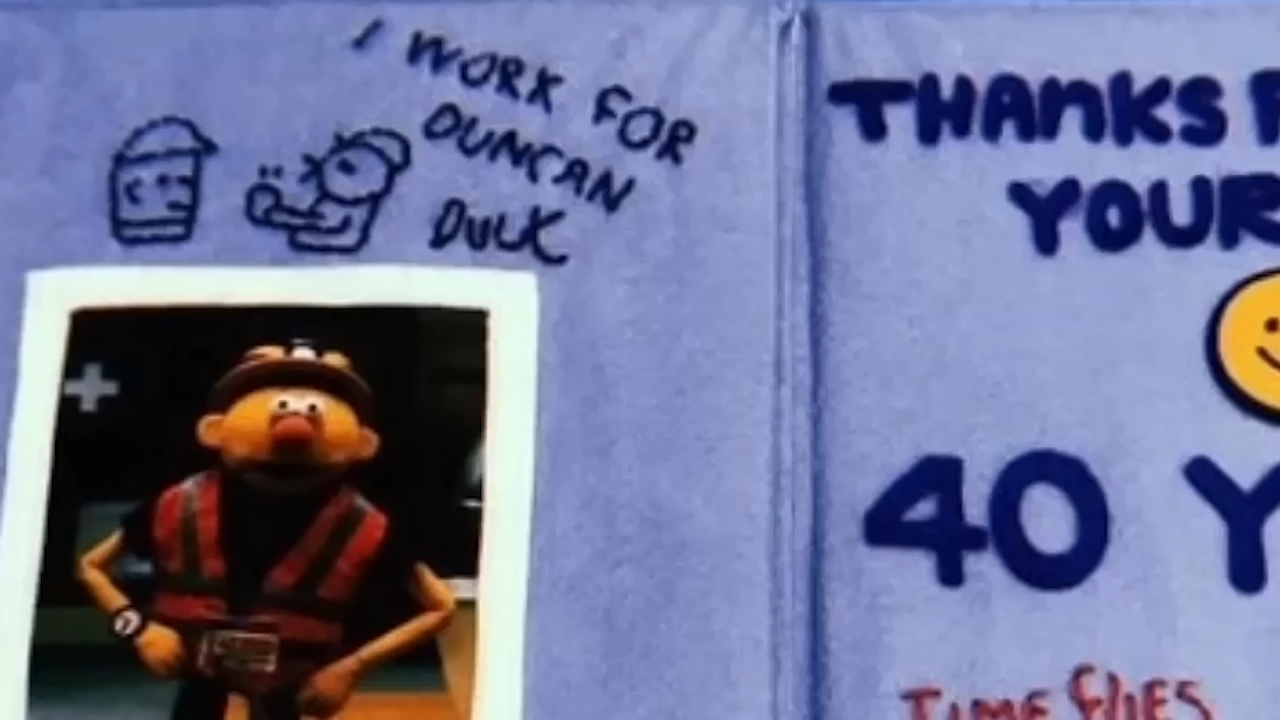 I WORK FOR
DUNCAN
DUCK
THANKS
YOUR
40 Y
TIME flIES